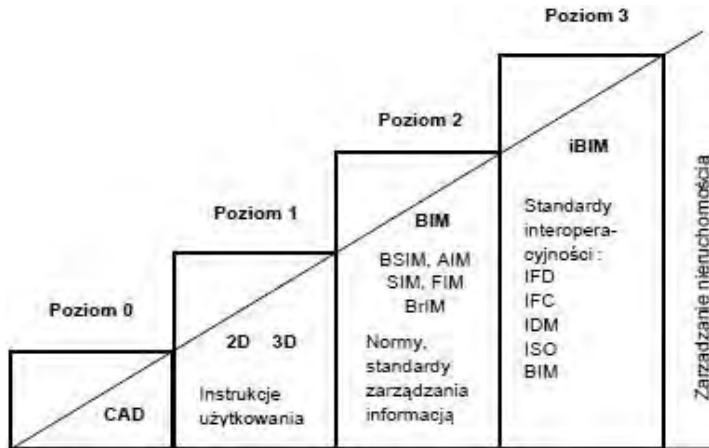 Poziom 0
CAD
Poziom 1
2D 3D
Instrukcje
użytkowania
Poziom 2
BIM
BSIM, AIM
SIM, FIM
BrIM
Normy,
standardy
zarządzania
informacją
Poziom 3
iBIM
Standardy
interopera-
cyjności :
IFD
IFC
IDM
ISO
BIM
Zarządzanie nieruchomością